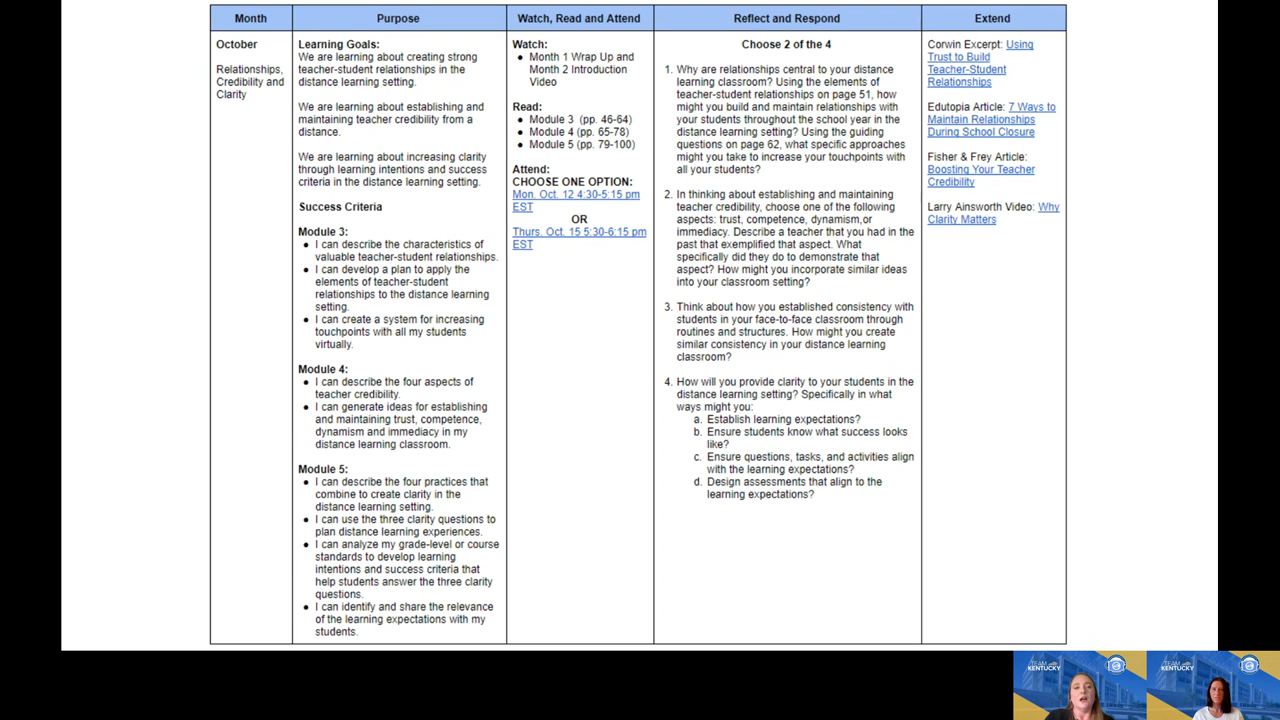 Month
Purpose
Watch, Read and Attend
Reflect and Respond
Extend
October
Relationships,
Credibility and
Clarity
Learning Goals:
We are learning about creating strong
teacher-student relationships in the
distance learning setting.
We are learning about establishing and
maintaining teacher credibility from a
distance.
We are learning about increasing clarity
through learning intentions and success
criteria in the distance learning setting.
Success Criteria
Module 3:
● I can describe the characteristics of
valuable teacher-student relationships.
● I can develop a plan to apply the
elements of teacher-student
relationships to the distance learning
setting.
● I can create a system for increasing
touchpoints with all my students
virtually.
Module 4:
● I can describe the four aspects of
teacher credibility.
● I can generate ideas for establishing
and maintaining trust, competence,
dynamism and immediacy in my
distance learning classroom.
Module 5:
● I can describe the four practices that
combine to create clarity in the
distance learning setting.
● I can use the three clarity questions to
plan distance learning experiences.
● I can analyze my grade-level or course
standards to develop learning
intentions and success criteria that
help students answer the three clarity
questions.
● I can identify and share the relevance
of the learning expectations with my
students.
Watch:
● Month 1 Wrap Up and
Month 2 Introduction
Video
Read:
● Module 3 (pp. 46-64)
● Module 4 (pp. 65-78)
● Module 5 (pp. 79-100)
Attend:
CHOOSE ONE OPTION:
Mon. Oct. 12 4:30-5:15 pm
EST
OR
Thurs. Oct. 15 5:30-6:15 pm
EST
Choose 2 of the 4
1. Why are relationships central to your distance
learning classroom? Using the elements of
teacher-student relationships on page 51, how
might you build and maintain relationships with
your students throughout the school year in the
distance learning setting? Using the guiding
questions on page 62, what specific approaches
might you take to increase your touchpoints with
all your students?
2. In thinking about establishing and maintaining
teacher credibility, choose one of the following
aspects: trust, competence, dynamism,or
immediacy. Describe a teacher that you had in the
past that exemplified that aspect. What
specifically did they do to demonstrate that
aspect? How might you incorporate similar ideas
into your classroom setting?
3. Think about how you established consistency with
students in your face-to-face classroom through
routines and structures. How might you create
similar consistency in your distance learning
classroom?
4. How will you provide clarity to your students in the
distance learning setting? Specifically in what
ways might you:
a. Establish learning expectations?
b. Ensure students know what success looks
like?
c. Ensure questions, tasks, and activities align
with the learning expectations?
d. Design assessments that align to the
learning expectations?
Corwin Excerpt: Using
Trust to Build
Teacher-Student
Relationships
Edutopia Article: 7 Ways to
Maintain Relationships
During School Closure
Fisher & Frey Article:
Boosting Your Teacher
Credibility
Larry Ainsworth Video: Why
Clarity Matters
TEAM
KENTUCKY
TEAM
KENTUCKY